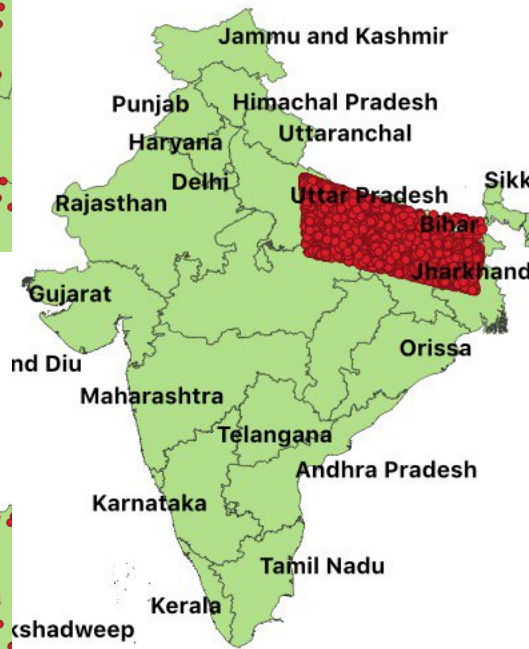 Jammu and Kashmir
Punjab
Himachal Pradesh
Uttaranchal
Haryana
Delhi
Sikk
Uttar Pradesh
Rajasthan
Bihar
Jharkhand
Gujarat
Orissa
nd Diu
Maharashtra
Telangana
Andhra Pradesh
Karnataka
Tamil Nadu
Kerala
kshadweep